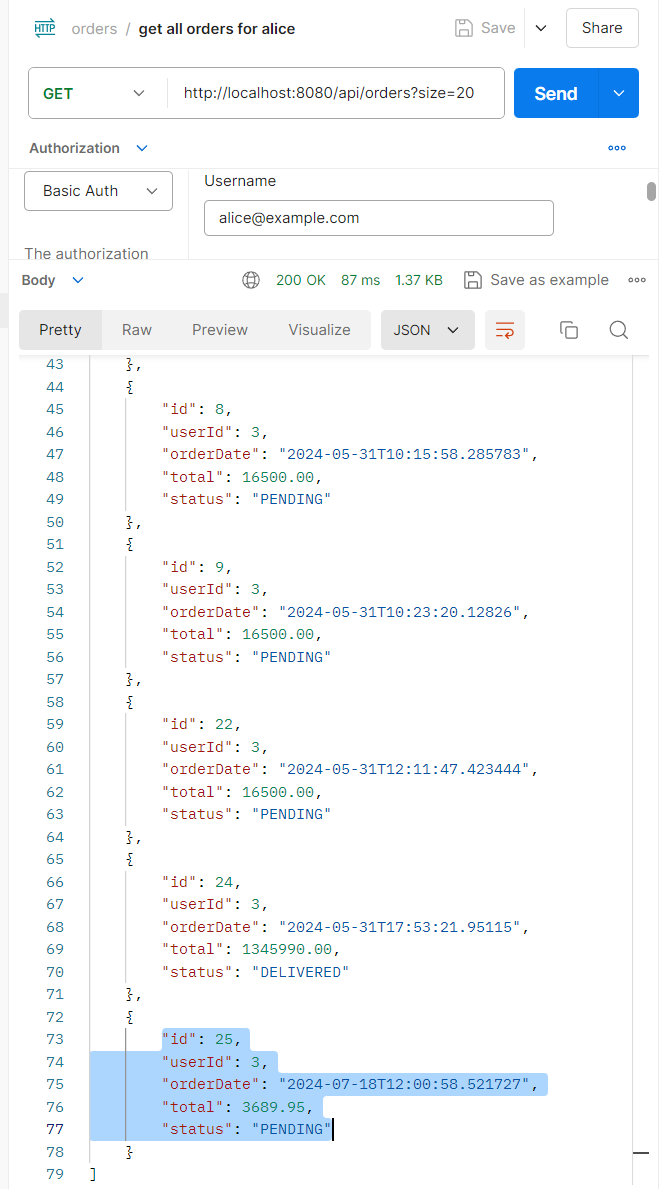 HTTP orders / get all orders for alice Save Share
GET http://localhost:8080/api/orders?size=20 Send
Authorization
Basic Auth
Username
alice@example.com
The authorization
Body 200 OK 87 ms 1.37 KB Save as example
Pretty Raw Preview Visualize JSON
43 },
44 {
45 "id": 8,
46 "userId": 3,
47 "orderDate": "2024-05-31T10:15:58.285783",
48 "total": 16500.00,
49 "status": "PENDING"
50 },
51 {
52 "id": 9,
53 "userId": 3,
54 "orderDate": "2024-05-31T10:23:20.12826",
55 "total": 16500.00,
56 "status": "PENDING"
57 },
58 {
59 "id": 22,
60 "userId": 3,
61 "orderDate": "2024-05-31T12:11:47.423444",
62 "total": 16500.00,
63 "status": "PENDING"
64 },
65 {
66 "id": 24,
67 "userId": 3,
68 "orderDate": "2024-05-31T17:53:21.95115",
69 "total": 1345990.00,
70 "status": "DELIVERED"
71 },
72 {
73 "id": 25,
74 "userId": 3,
75 "orderDate": "2024-07-18T12:00:58.521727",
76 "total": 3689.95,
77 "status": "PENDING"
78 }
79 ]